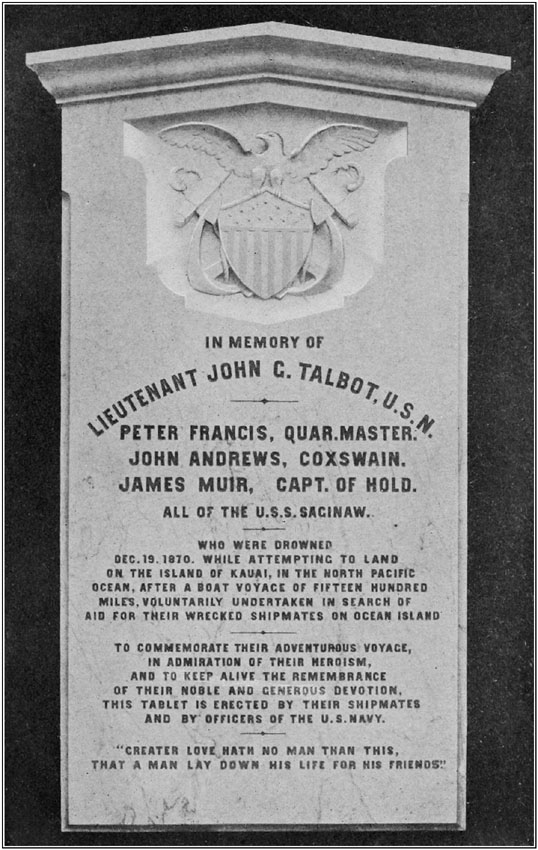 IN MEMORY OF
LIEUTENANT JOHN G. TALBOT, U.S.N.
PETER FRANCIS, QUAR.MASTER.
JOHN ANDREWS, COXSWAIN.
JAMES MUIR, CAPT. OF HOLD.
ALL OF THE U.S.S. SAGINAW.
WHO WERE DROWNED
DEC. 19. 1870. WHILE ATTEMPTING TO LAND
ON THE ISLAND OF KAUAI, IN THE NORTH PACIFIC
OCEAN, AFTER A BOAT VOYAGE OF FIFTEEN HUNDRED
MILES, VOLUNTARILY UNDERTAKEN IN SEARCH OF
AID FOR THEIR WRECKED SHIPMATES ON OCEAN ISLAND
TO COMMEMORATE THEIR ADVENTUROUS VOYAGE,
IN ADMIRATION OF THEIR HEROISM,
AND TO KEEP ALIVE THE REMEMBRANCE
OF THEIR NOBLE AND GENEROUS DEVOTION,
THIS TABLET IS ERECTED BY THEIR SHIPMATES
AND BY OFFICERS OF THE U.S. NAVY.
"GREATER LOVE HATH NO MAN THAN THIS,
THAT A MAN LAY DOWN HIS LIFE FOR HIS FRIENDS."